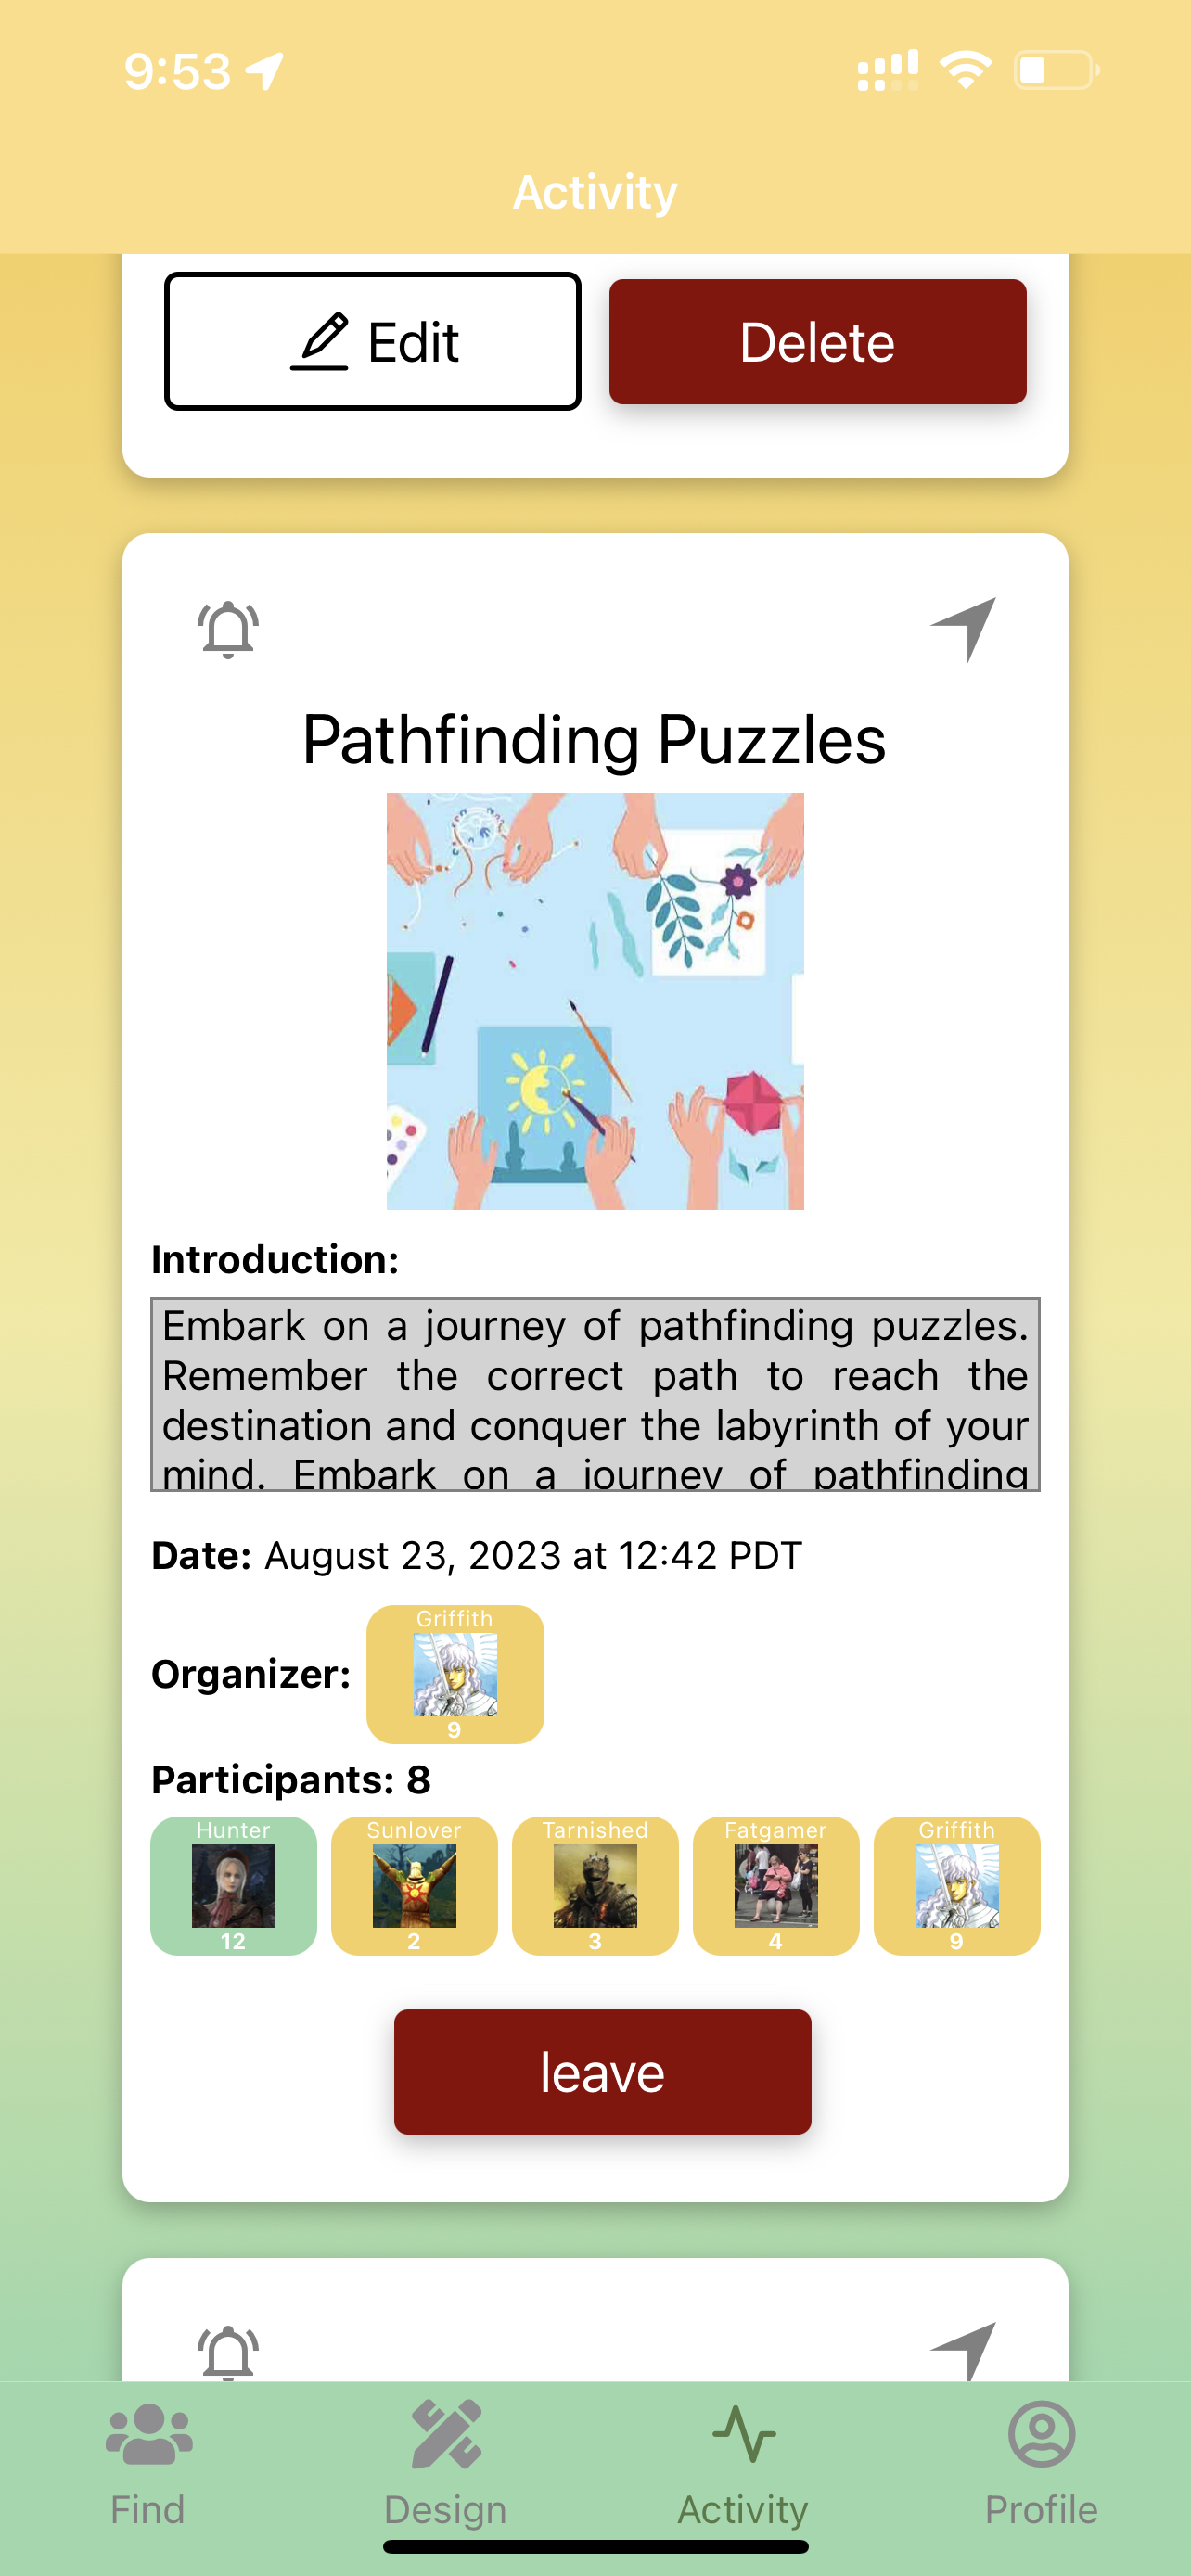 9:53
Activity
Edit
Delete
Pathfinding Puzzles
Introduction:
Embark on a journey of pathfinding puzzles.
Remember the correct path to reach the
destination and conquer the labyrinth of your
mind. Embark on a journey of pathfinding
Date: August 23, 2023 at 12:42 PDT
Griffith
Organizer:
9
Participants: 8
Hunter Sunlover Tarnished Fatgamer Griffith
12 2 3 4 9
leave
Find Design Activity Profile